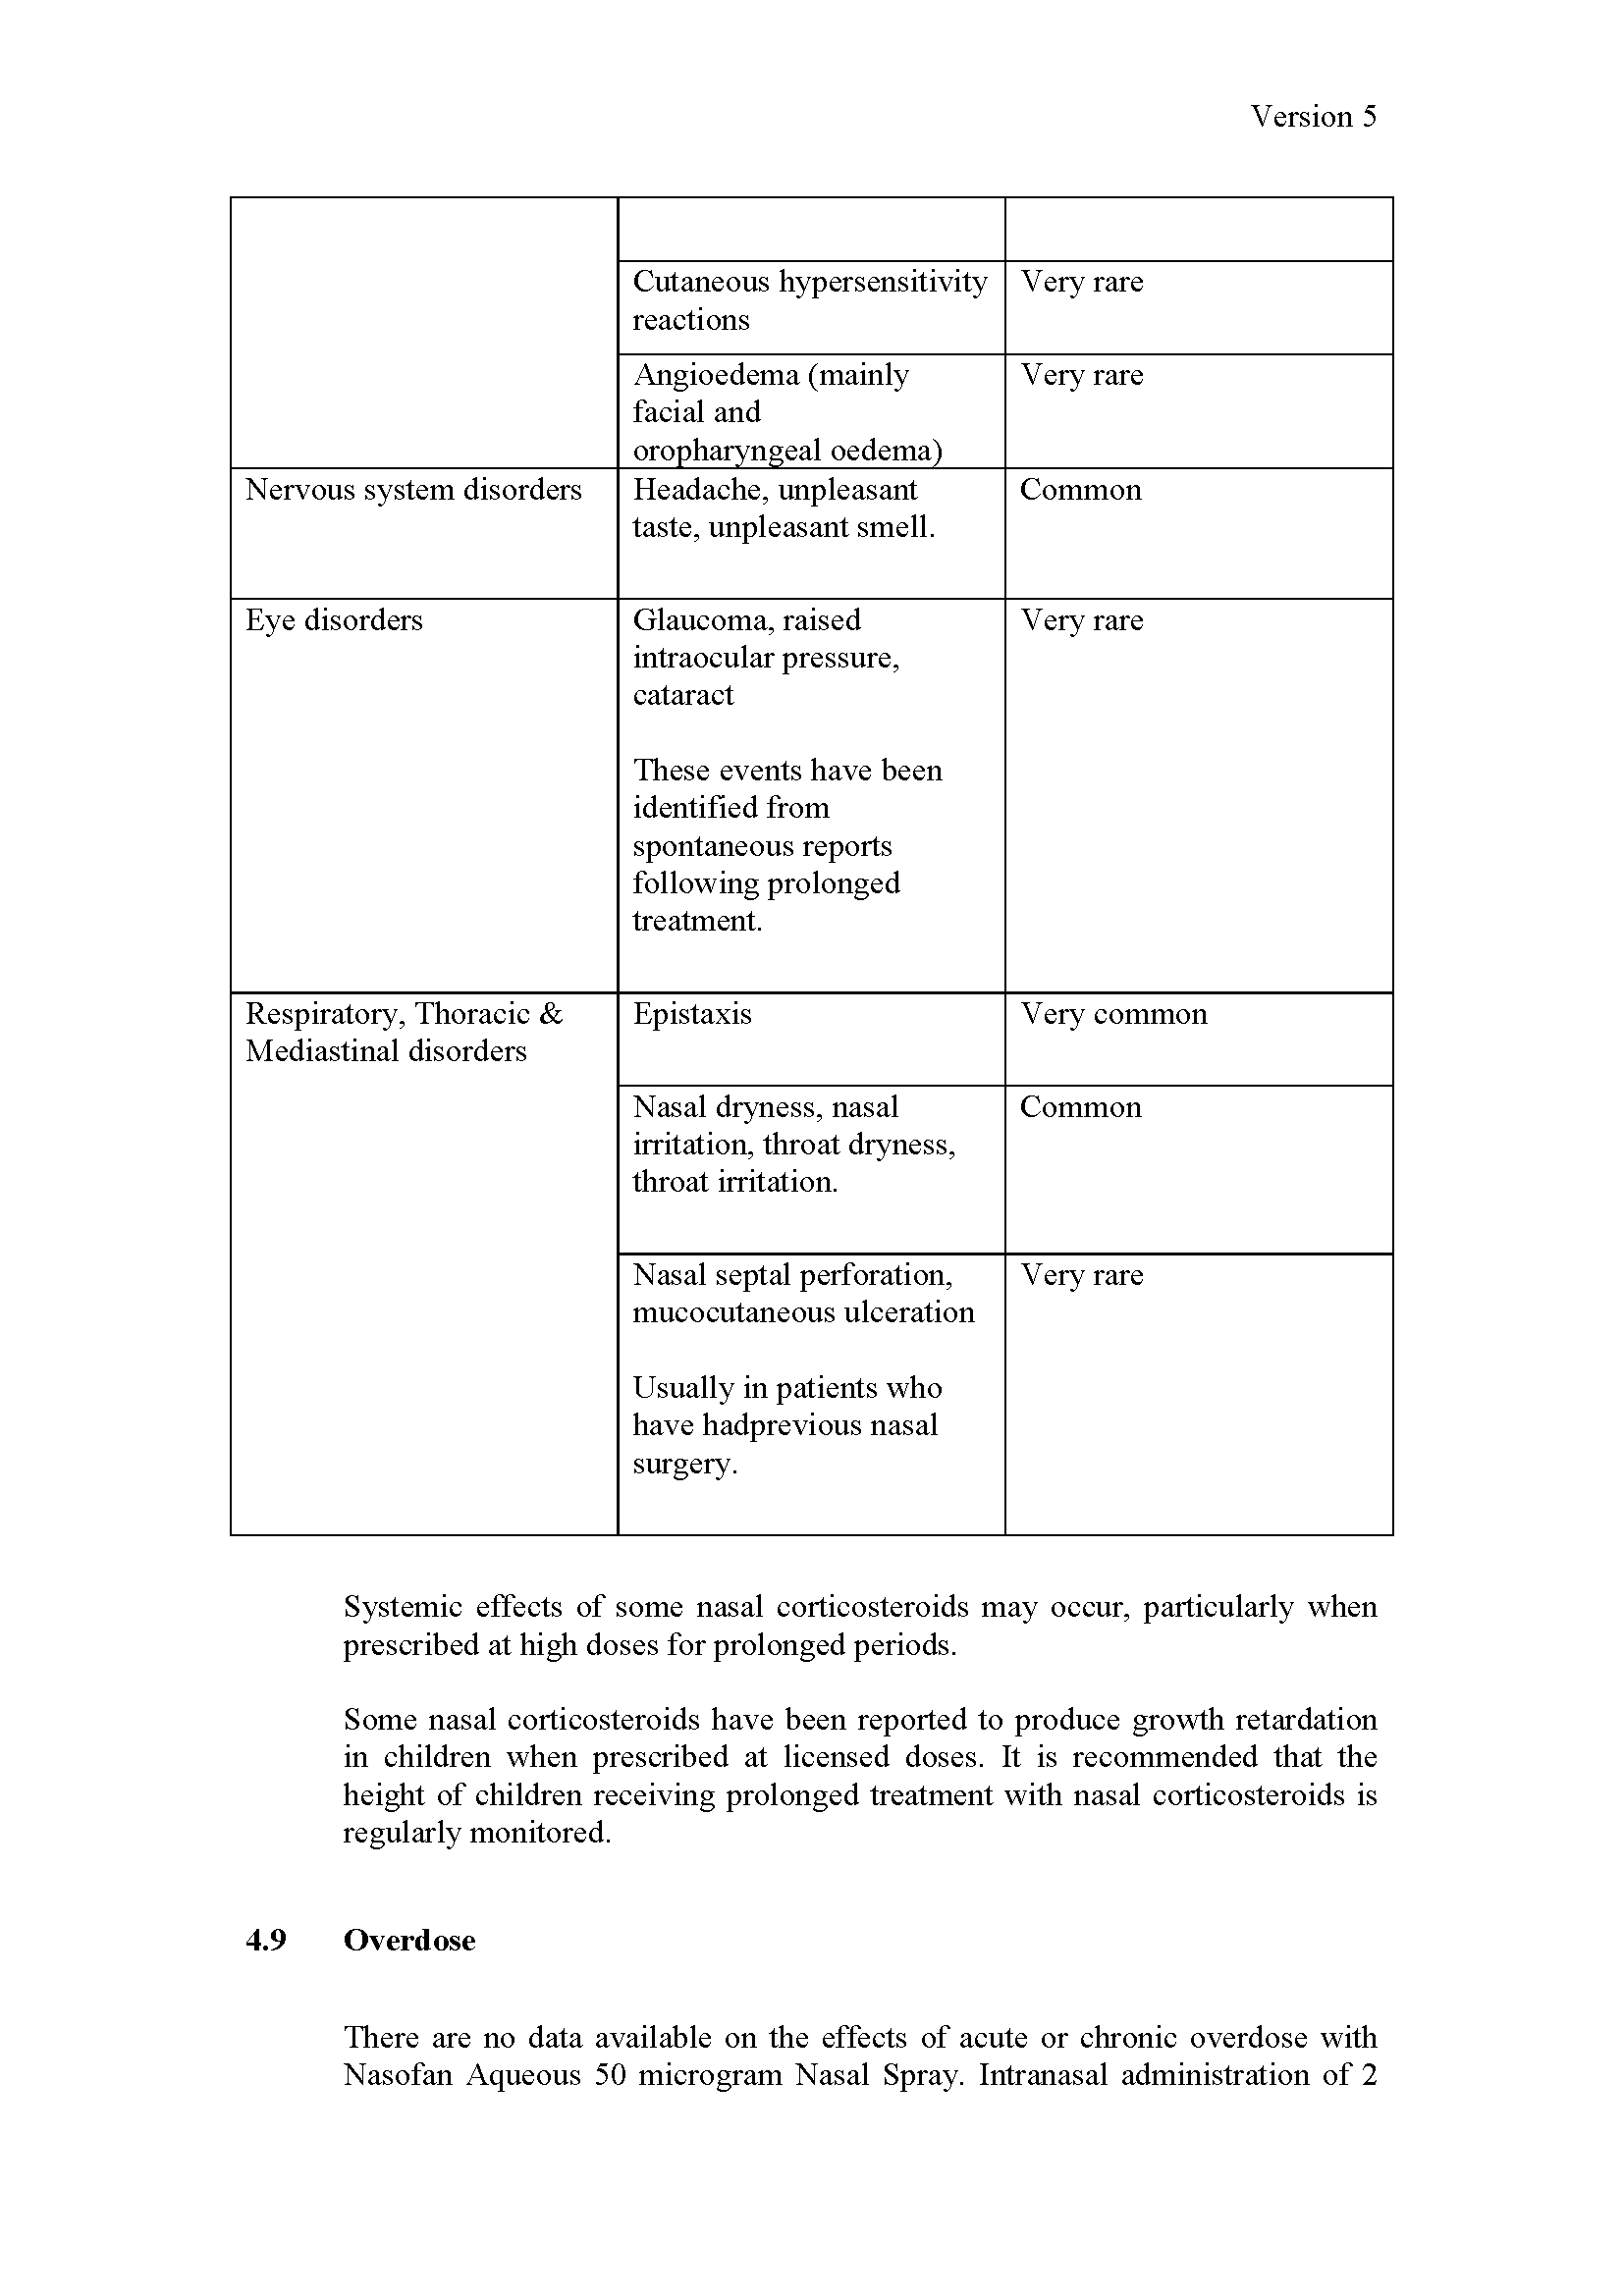 Version 5
Cutaneous hypersensitivity Very rare
reactions
Angioedema (mainly Very rare
facial and
oropharyngeal oedema)
Nervous system disorders Headache, unpleasant Common
taste, unpleasant smell.
Eye disorders Glaucoma, raised Very rare
intraocular pressure,
cataract
These events have been
identified from
spontaneous reports
following prolonged
treatment.
Respiratory, Thoracic & Epistaxis Very common
Mediastinal disorders
Nasal dryness, nasal Common
irritation, throat dryness,
throat irritation.
Nasal septal perforation, Very rare
mucocutaneous ulceration
Usually in patients who
have hadprevious nasal
surgery.
Systemic effects of some nasal corticosteroids may occur, particularly when
prescribed at high doses for prolonged periods.
Some nasal corticosteroids have been reported to produce growth retardation
in children when prescribed at licensed doses. It is recommended that the
height of children receiving prolonged treatment with nasal corticosteroids is
regularly monitored.
4.9 Overdose
There are no data available on the effects of acute or chronic overdose with
Nasofan Aqueous 50 microgram Nasal Spray. Intranasal administration of 2